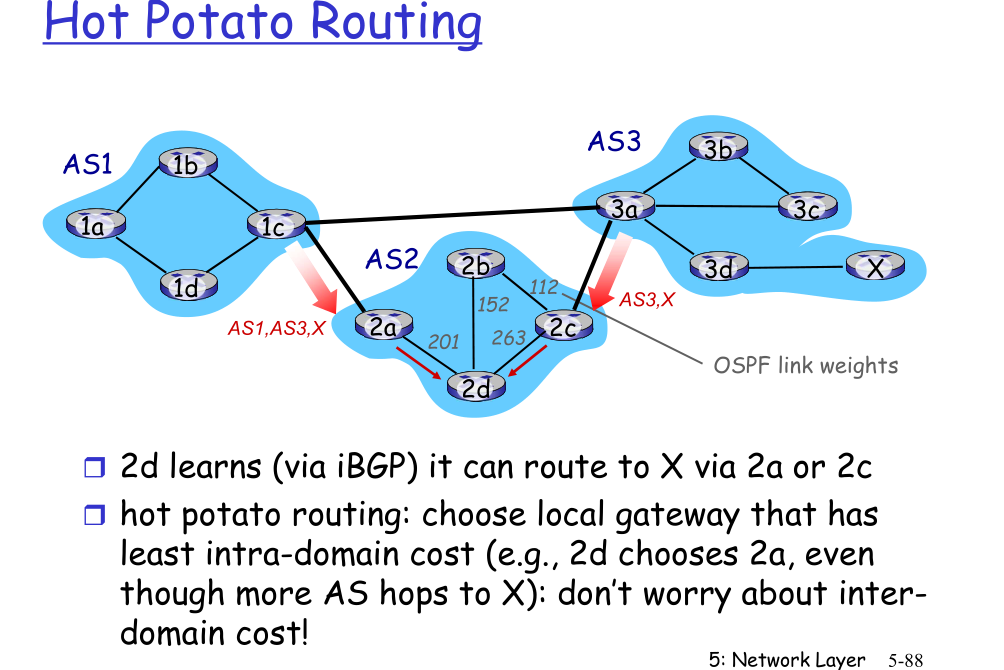 Hot Potato Routing
AS3
3b
AS1
1b
3a
3c
1a
1c
AS2
2b
3d
X
1d
112
152
AS3,X
AS1,AS3,X
2a
2c
201
263
OSPF link weights
2d
2d learns (via iBGP) it can route to X via 2a or 2c
hot potato routing: choose local gateway that has
least intra-domain cost (e.g., 2d chooses 2a, even
though more AS hops to X): don't worry about inter-
domain cost!
5: Network Layer 5-88